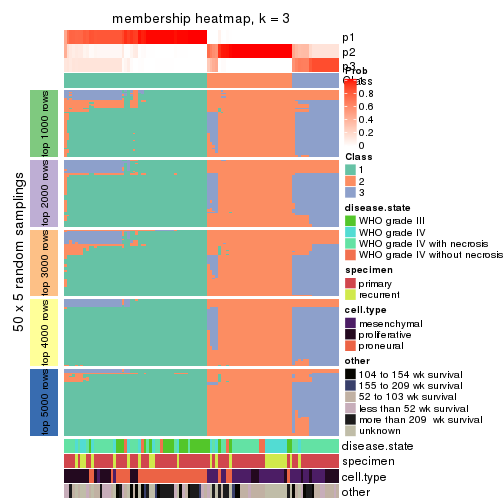 membership heatmap, k = 3
p1
p2
p3
Class
50 x 5 random samplings
top 1000 rows
top 2000 rows
top 3000 rows
top 4000 rows
top 5000 rows
disease.state
specimen
cell.type
other
Prob
1
0.8
0.6
0.4
0.2
0
Class
1
2
3
disease.state
WHO grade III
WHO grade IV
WHO grade IV with necrosis
WHO grade IV without necrosis
specimen
primary
recurrent
cell.type
mesenchymal
proliferative
proneural
other
104 to 154 wk survival
155 to 209 wk survival
52 to 103 wk survival
less than 52 wk survival
more than 209  wk survival
unknown